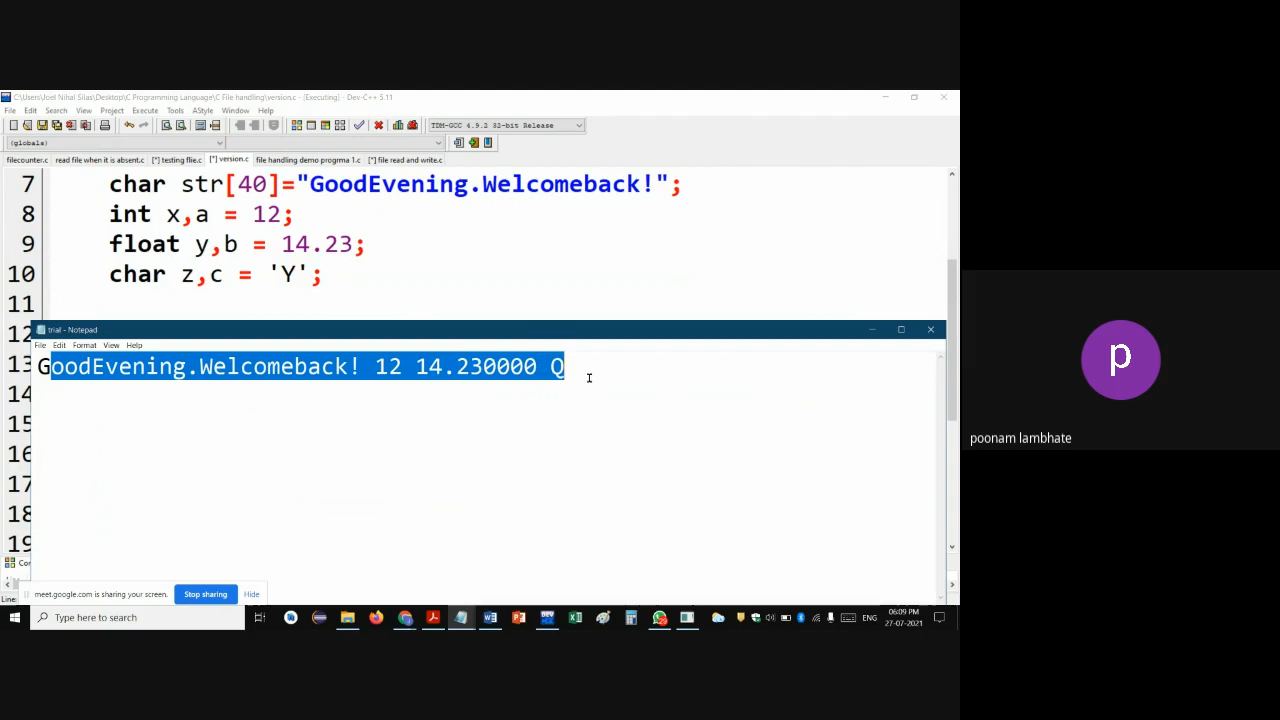 C:\Users\Joel Nihal Silas\Desktop\C Programming Language\C File handling\version.c - [Executing] - Dev-C++ 5.11
File Edit Search View Project Execute Tools AStyle Window Help
TDM-GCC 4.9.2 32-bit Release
(globals)
filecounter.c read file when it is absent.c [*] testing flie.c [*] version.c file handling demo progrma 1.c [*] file read and write.c
7 char str[40]="GoodEvening.Welcomeback!";
8 int x,a = 12;
9 float y,b = 14.23;
10 char z,c = 'Y';
11
12
trial - Notepad
File Edit Format View Help
13
GoodEvening.Welcomeback! 12 14.230000 Q
14
15
16
17
18
19
Con
Line:
meet.google.com is sharing your screen. Stop sharing Hide
Type here to search
ENG
06:09 PM
27-07-2021
p
poonam lambhate